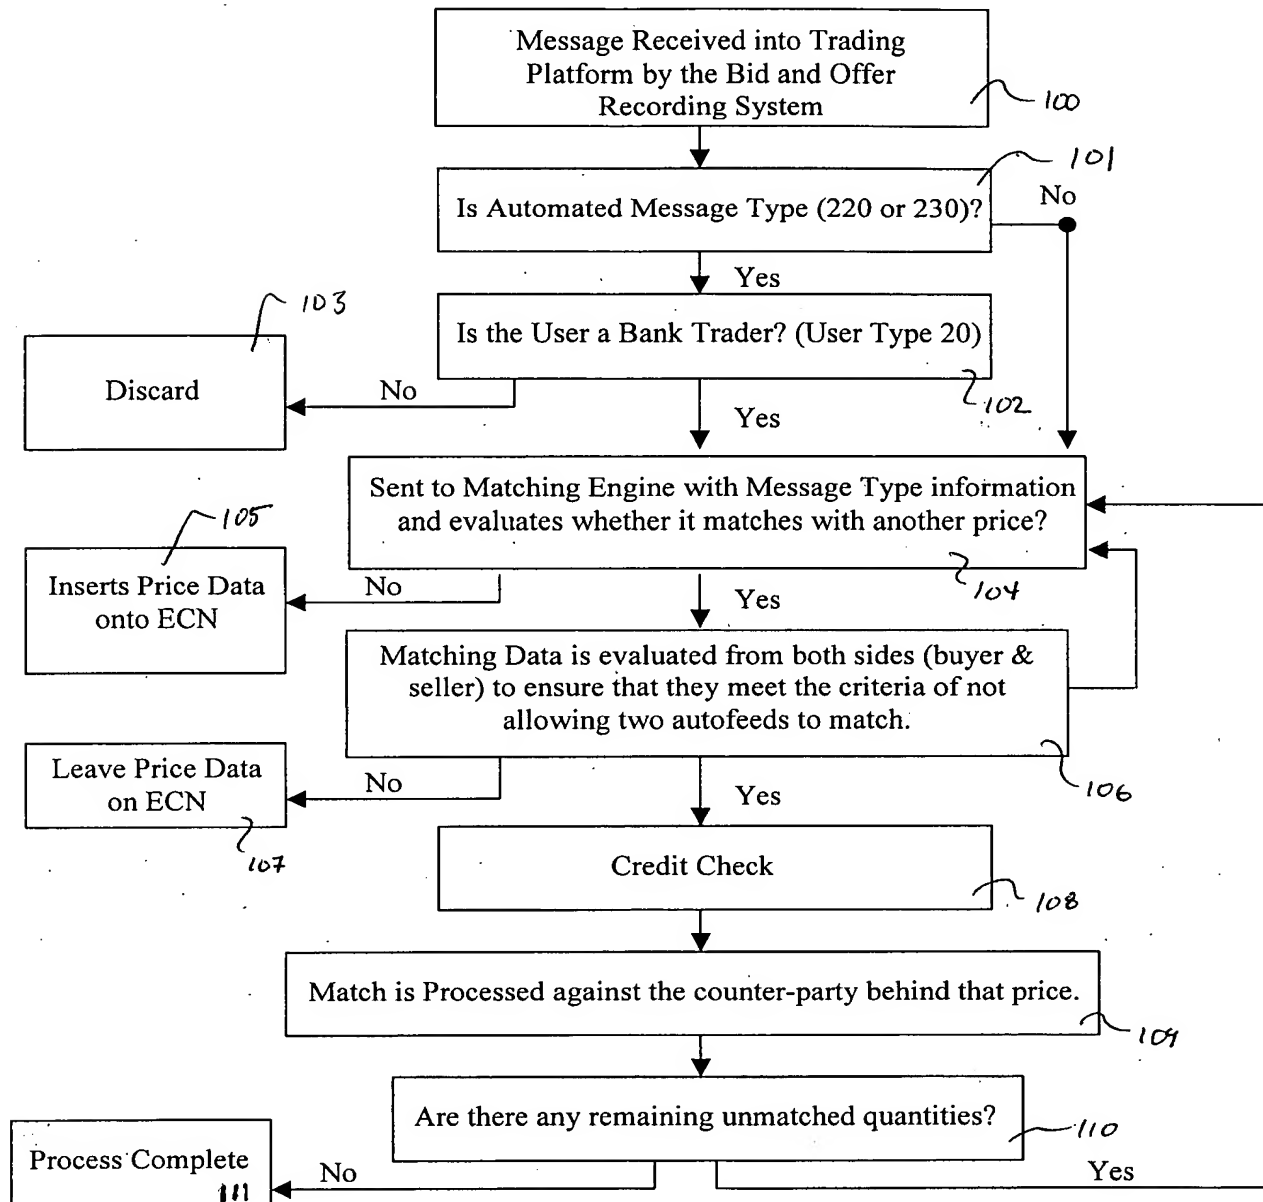 Message Received into Trading
Platform by the Bid and Offer
Recording System
100
101
Is Automated Message Type (220 or 230)?
No
Yes
103
Is the User a Bank Trader? (User Type 20)
102
Discard
No
Yes
Sent to Matching Engine with Message Type information
and evaluates whether it matches with another price?
104
105
Inserts Price Data
onto ECN
No
Yes
Matching Data is evaluated from both sides (buyer &
seller) to ensure that they meet the criteria of not
allowing two autofeeds to match.
106
Leave Price Data
on ECN
107
No
Yes
Credit Check
108
Match is Processed against the counter-party behind that price.
109
Are there any remaining unmatched quantities?
110
Process Complete
111
No
Yes